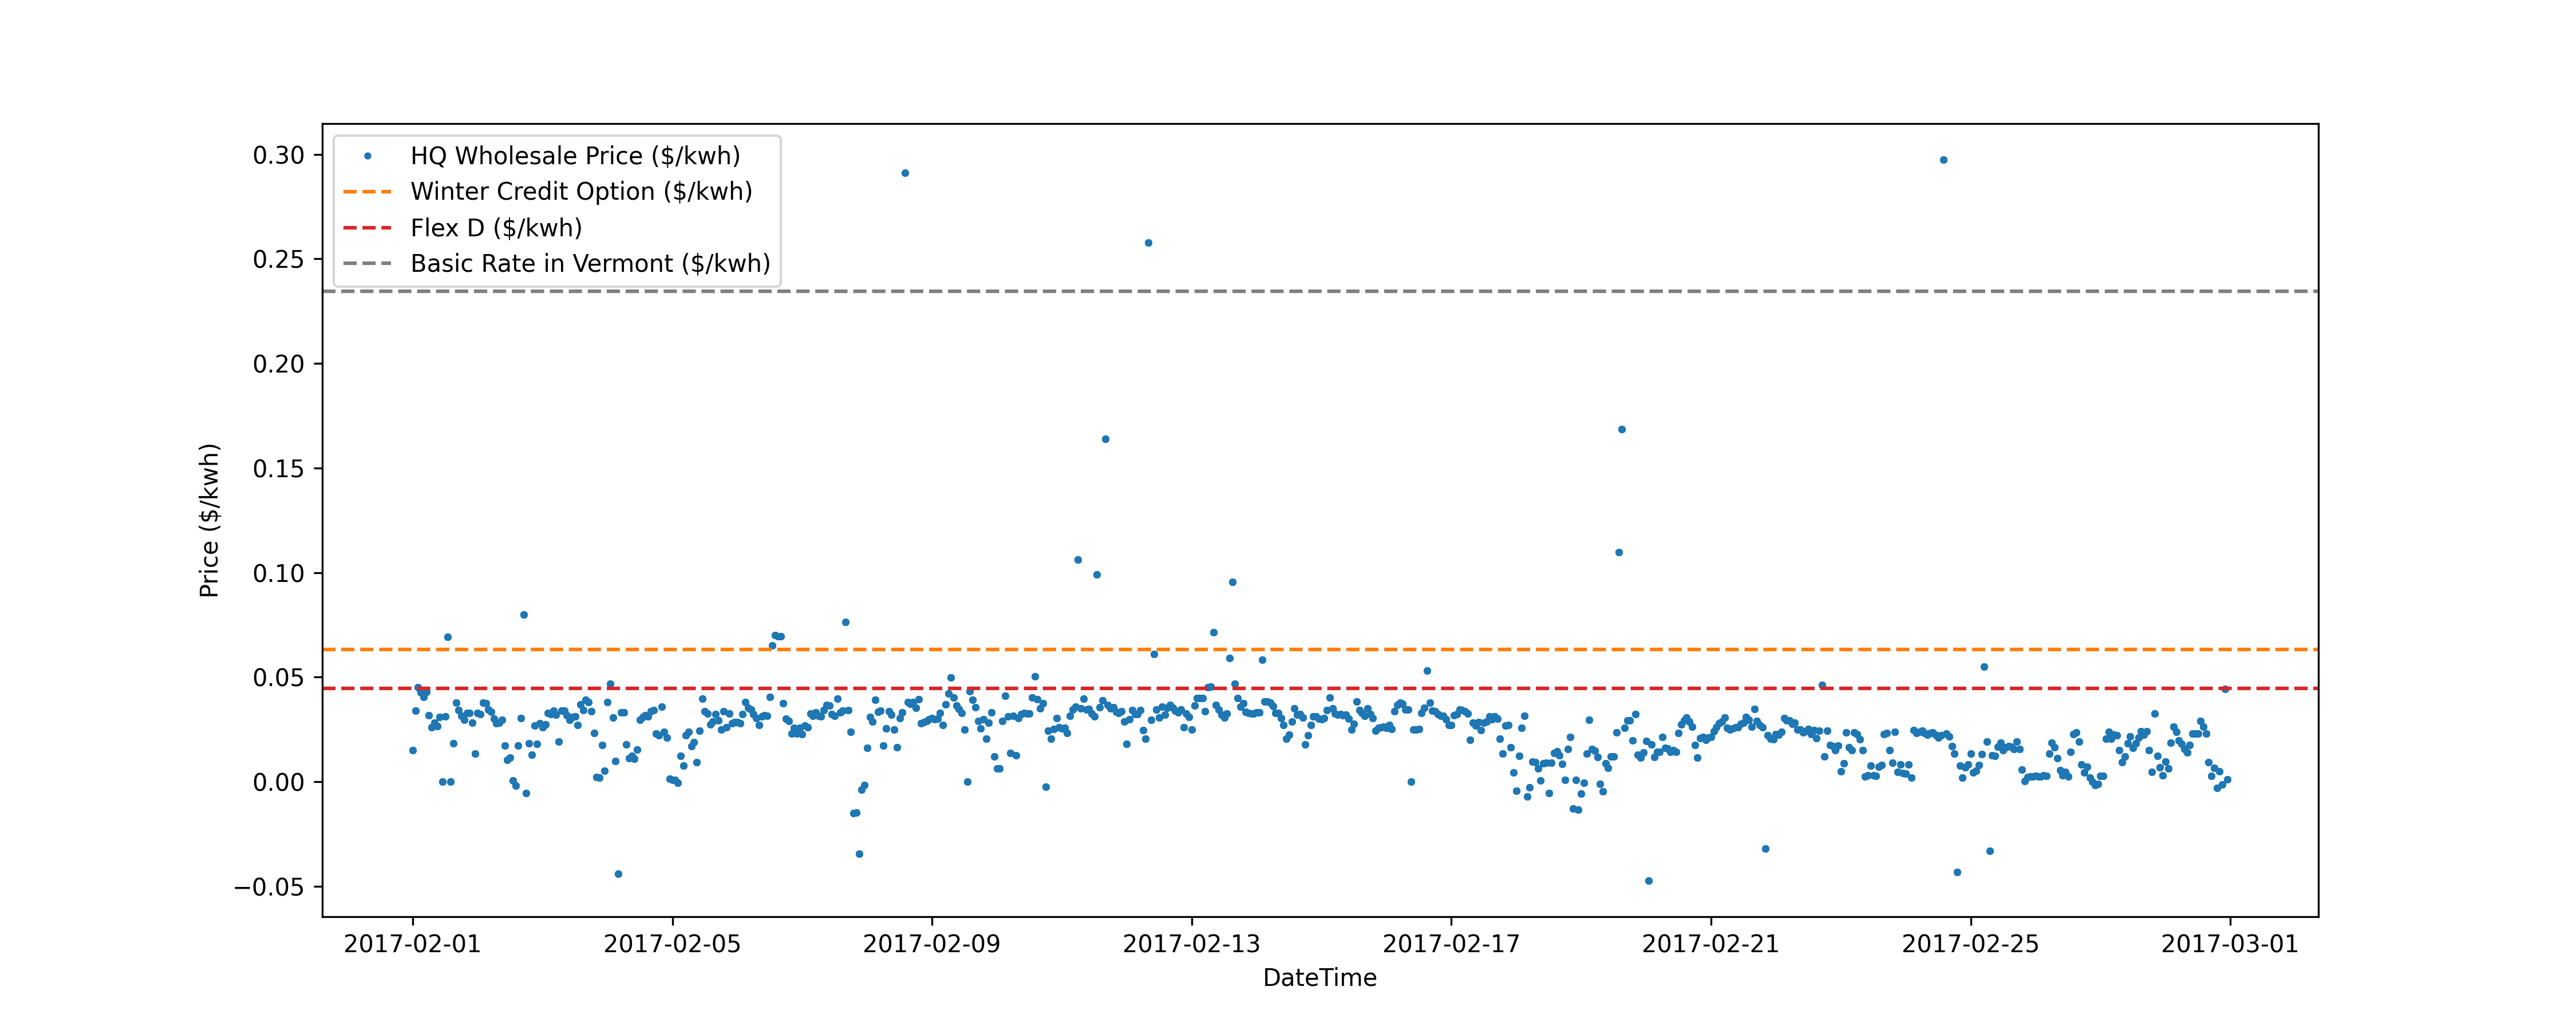 HQ Wholesale Price ($/kwh)
Winter Credit Option ($/kwh)
Flex D ($/kwh)
Basic Rate in Vermont ($/kwh)
0.30
0.25
0.20
0.15
0.10
0.05
0.00
−0.05
Price ($/kwh)
2017-02-01 2017-02-05 2017-02-09 2017-02-13 2017-02-17 2017-02-21 2017-02-25 2017-03-01
DateTime